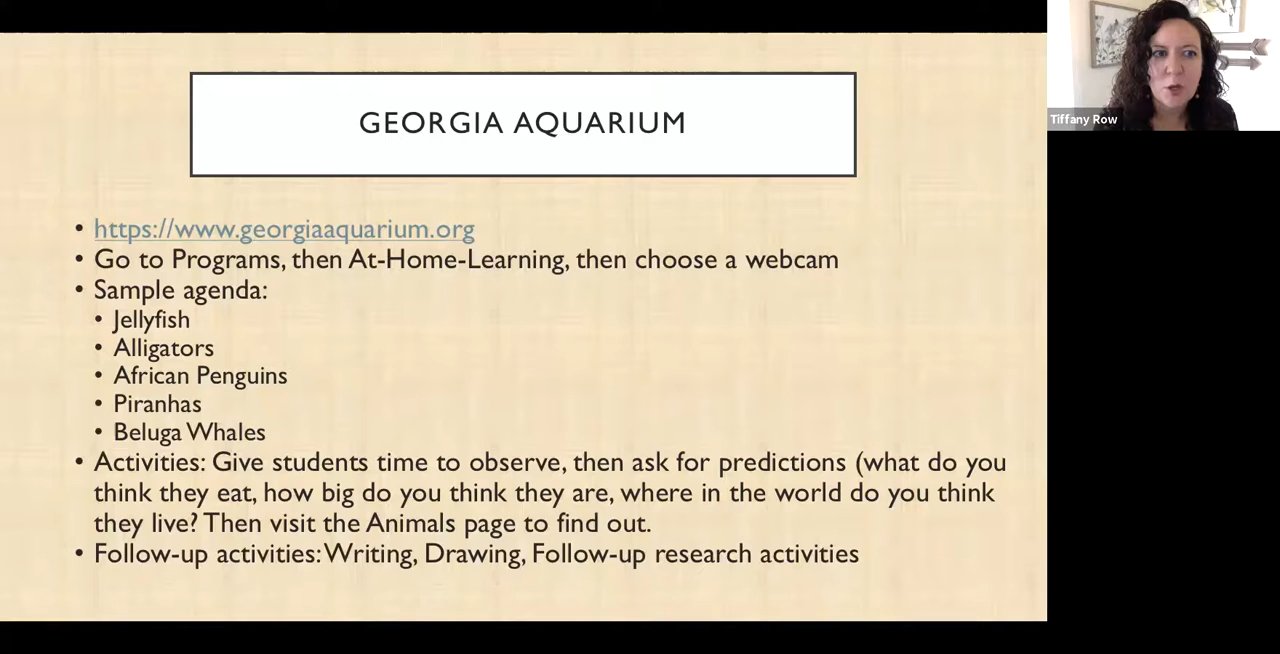 GEORGIA AQUARIUM
• https://www.georgiaaquarium.org
• Go to Programs, then At-Home-Learning, then choose a webcam
• Sample agenda:
• Jellyfish
• Alligators
• African Penguins
• Piranhas
• Beluga Whales
• Activities: Give students time to observe, then ask for predictions (what do you
think they eat, how big do you think they are, where in the world do you think
they live? Then visit the Animals page to find out.
• Follow-up activities: Writing, Drawing, Follow-up research activities
Tiffany Row